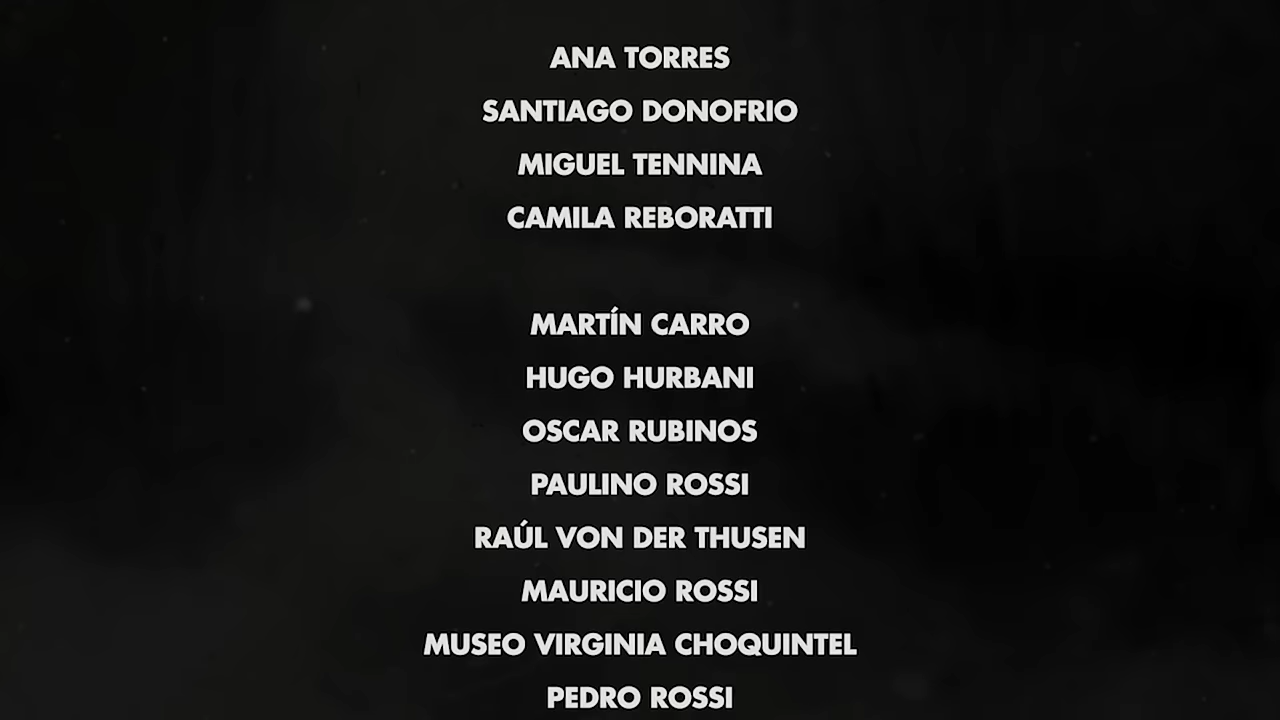 ANA TORRES
SANTIAGO DONOFRIO
MIGUEL TENNINA
CAMILA REBORATTI
MARTÍN CARRO
HUGO HURBANI
OSCAR RUBINOS
PAULINO ROSSI
RAÚL VON DER THUSEN
MAURICIO ROSSI
MUSEO VIRGINIA CHOQUINTEL
PEDRO ROSSI